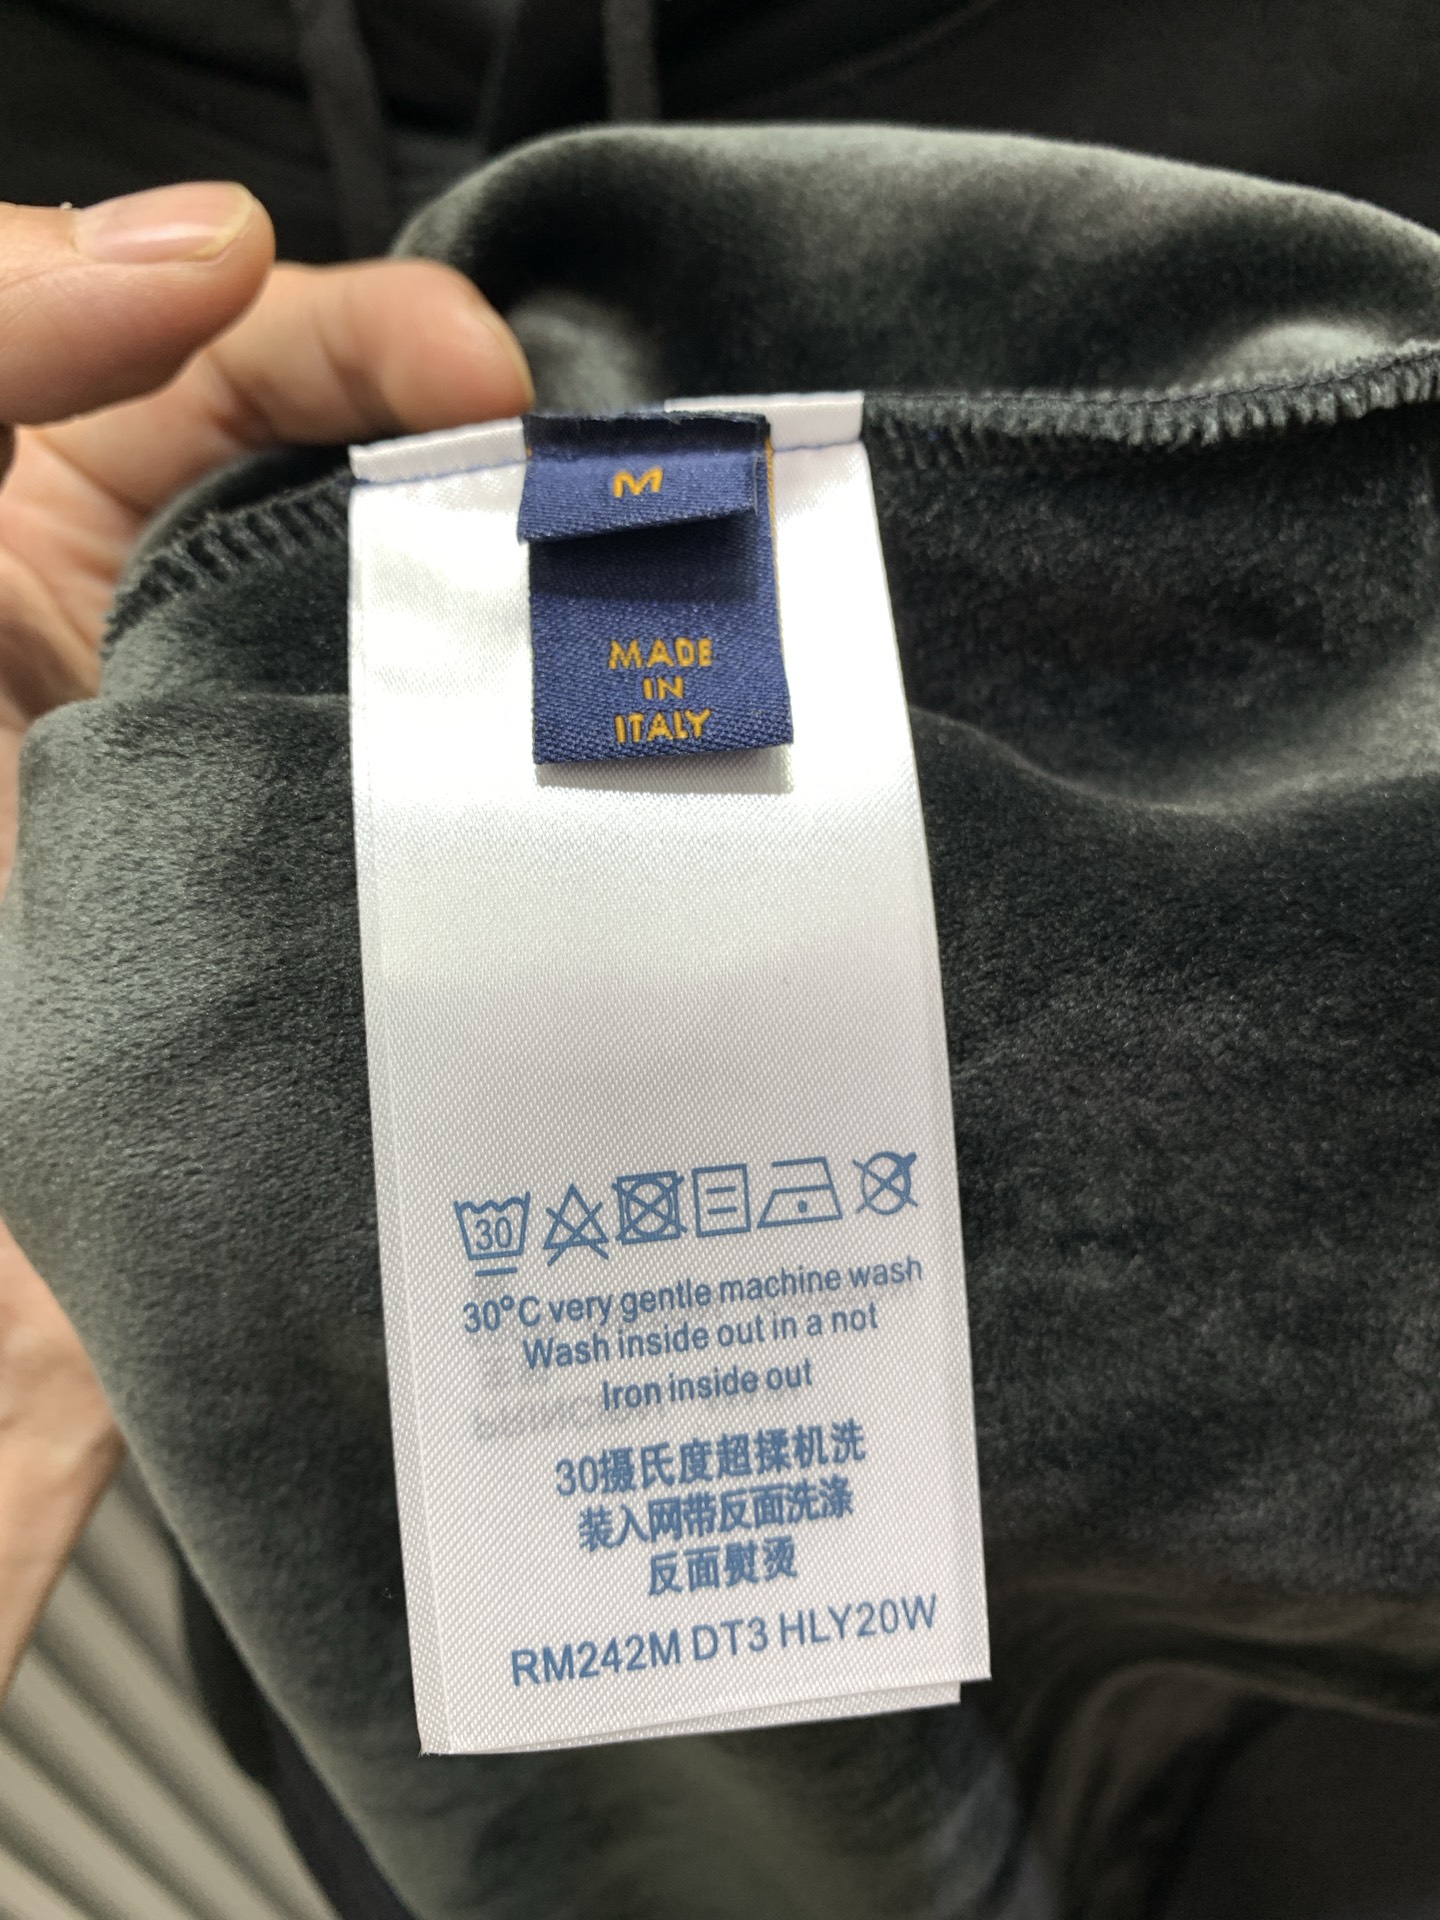 M
MADE
IN
ITALY
30
30°C very gentle machine wash
Wash inside out in a not
Iron inside out
30摄氏度超揉机洗
装入网带反面洗涤
反面熨烫
RM242M DT3 HLY20W